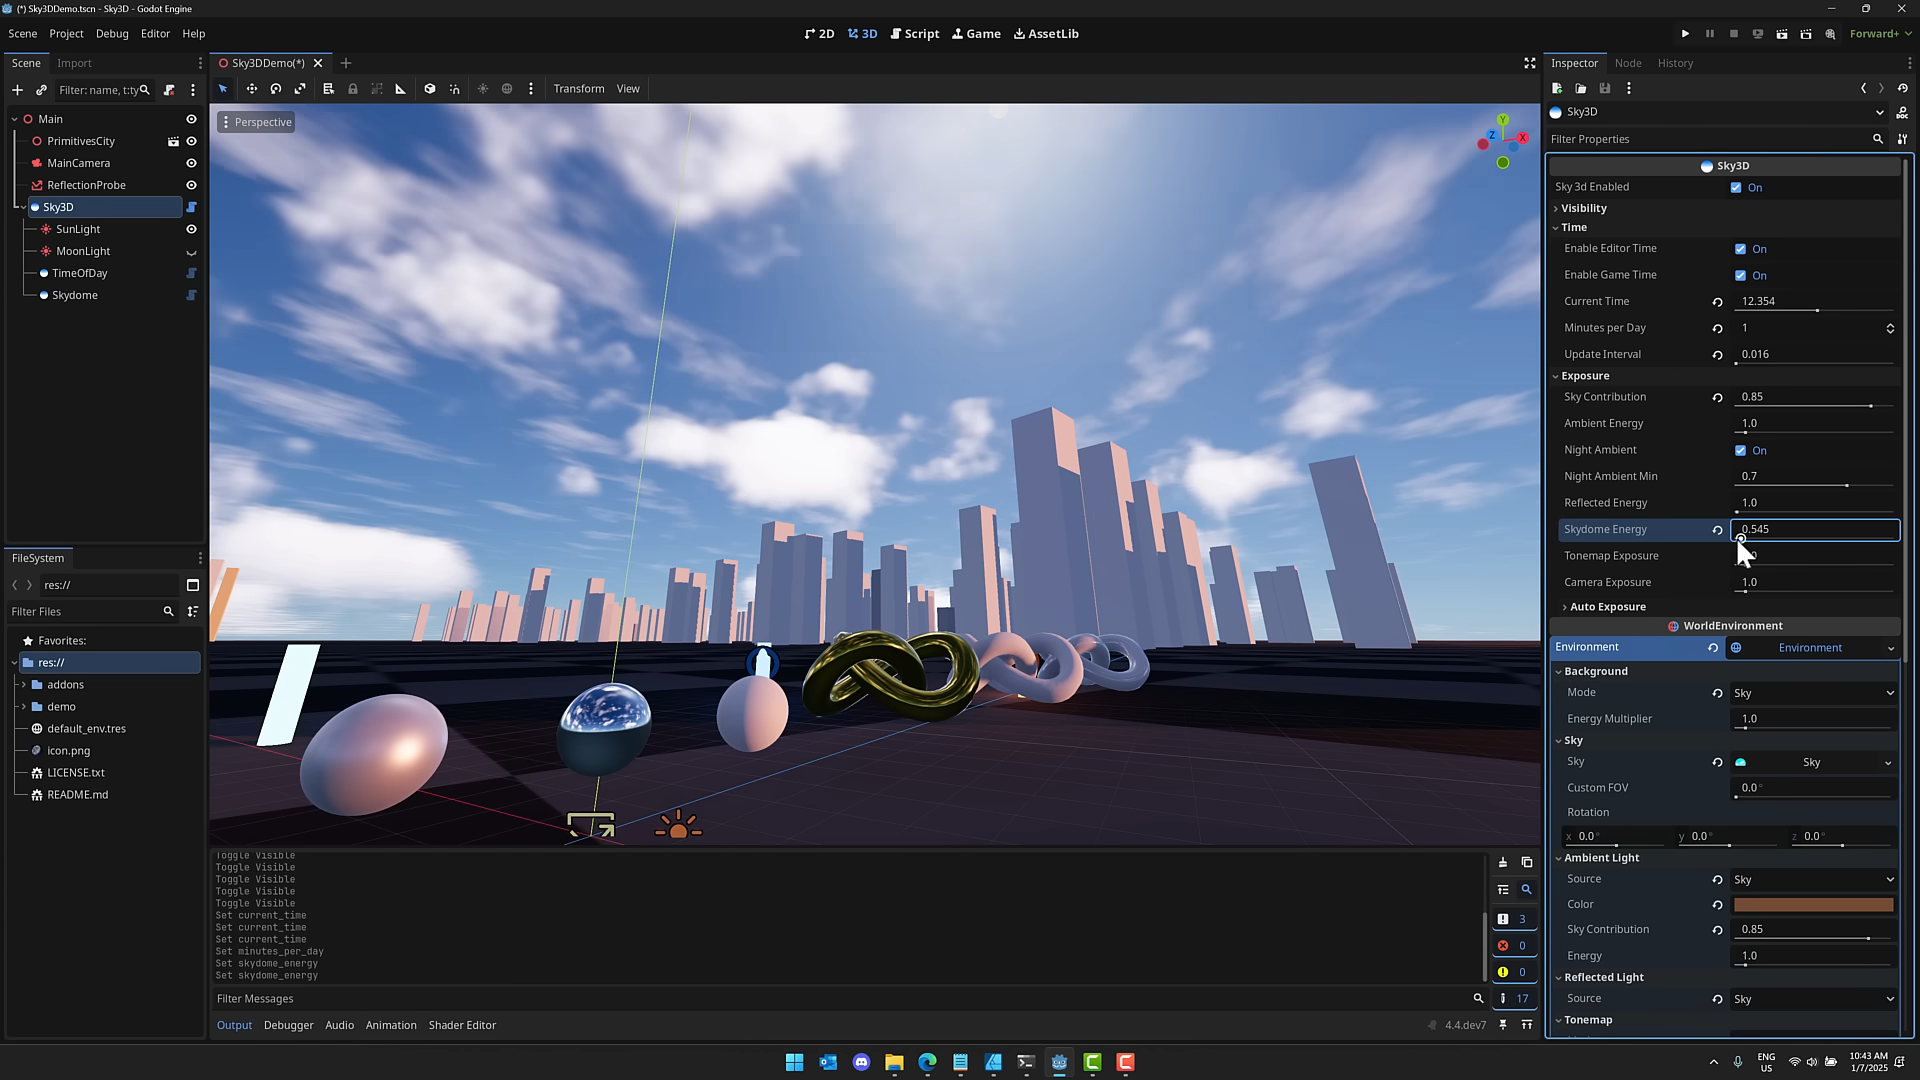 (*) Sky3DDemo.tscn - Sky3D - Godot Engine
Scene Project Debug Editor Help
2D 3D Script Game AssetLib
Forward+
Scene Import
Filter: name, t:ty
Main
PrimitivesCity
MainCamera
ReflectionProbe
Sky3D
SunLight
MoonLight
TimeOfDay
Skydome
FileSystem
res://
Filter Files
Favorites:
res://
addons
demo
default_env.tres
icon.png
LICENSE.txt
README.md
Sky3DDemo(*)
Transform View
Perspective
Y
Z X
Toggle Visible
Toggle Visible
Toggle Visible
Toggle Visible
Toggle Visible
Set current_time
Set current_time
Set current_time
Set minutes_per_day
Set skydome_energy
Set skydome_energy
3
0
0
17
Filter Messages
Output Debugger Audio Animation Shader Editor
4.4.dev7
Inspector Node History
Sky3D
Filter Properties
Sky3D
Sky 3d Enabled On
Visibility
Time
Enable Editor Time On
Enable Game Time On
Current Time 12.354
Minutes per Day 1
Update Interval 0.016
Exposure
Sky Contribution 0.85
Ambient Energy 1.0
Night Ambient On
Night Ambient Min 0.7
Reflected Energy 1.0
Skydome Energy 0.545
Tonemap Exposure
Camera Exposure 1.0
Auto Exposure
WorldEnvironment
Environment Environment
Background
Mode Sky
Energy Multiplier 1.0
Sky
Sky Sky
Custom FOV 0.0 °
Rotation
x 0.0 ° y 0.0 ° z 0.0 °
Ambient Light
Source Sky
Color
Sky Contribution 0.85
Energy 1.0
Reflected Light
Source Sky
Tonemap
ENG
US
10:43 AM
1/7/2025